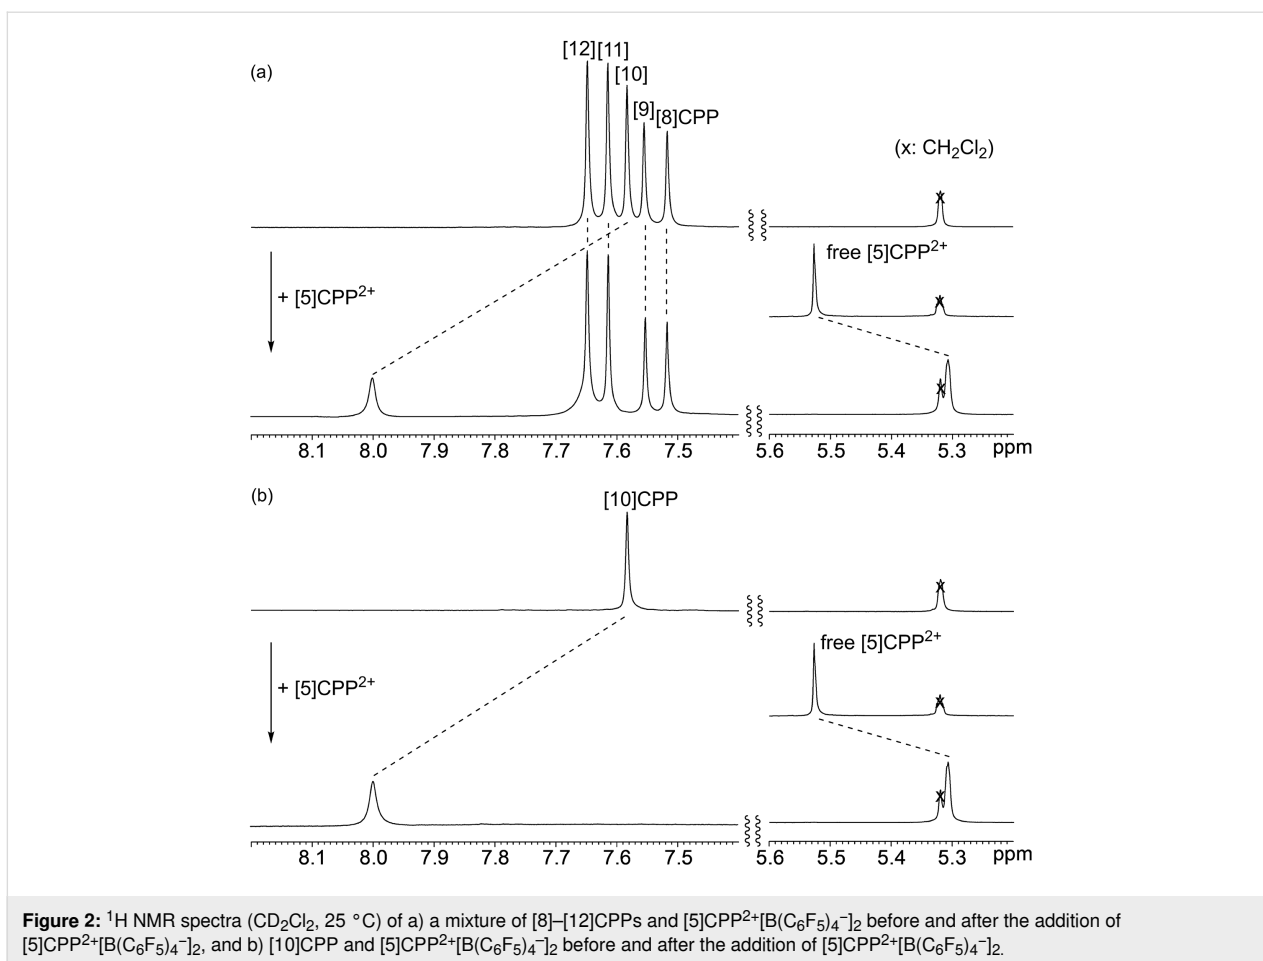 [12][11]
(a)
[10]
[9][8]CPP
(x: CH₂Cl₂)
x
free [5]CPP²⁺
x
+ [5]CPP²⁺
x
8.1 8.0 7.9 7.8 7.7 7.6 7.5 5.6 5.5 5.4 5.3 ppm
(b)
[10]CPP
x
free [5]CPP²⁺
+ [5]CPP²⁺
x
x
8.1 8.0 7.9 7.8 7.7 7.6 7.5 5.6 5.5 5.4 5.3 ppm
Figure 2: ¹H NMR spectra (CD₂Cl₂, 25 °C) of a) a mixture of [8]–[12]CPPs and [5]CPP²⁺[B(C₆F₅)₄⁻]₂ before and after the addition of
[5]CPP²⁺[B(C₆F₅)₄⁻]₂, and b) [10]CPP and [5]CPP²⁺[B(C₆F₅)₄⁻]₂ before and after the addition of [5]CPP²⁺[B(C₆F₅)₄⁻]₂.